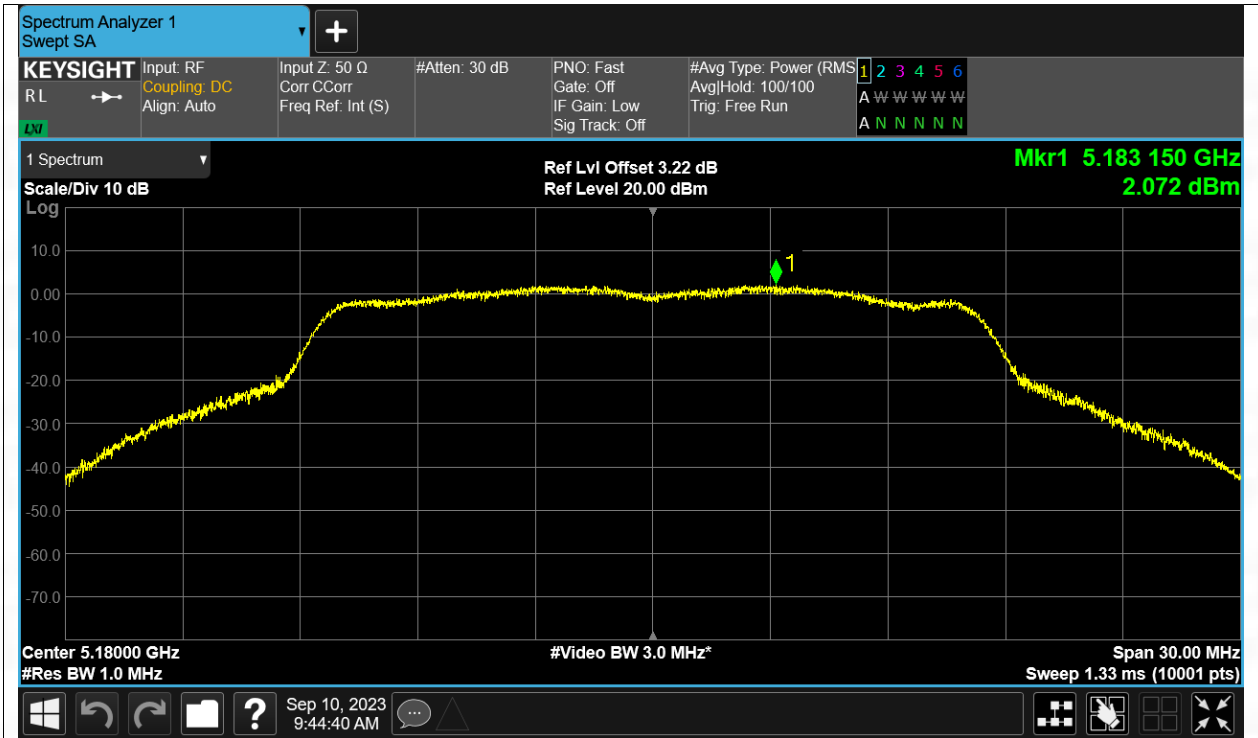 Spectrum Analyzer 1
Swept SA
▼
+
KEYSIGHT
R L
LXI
Input: RF
Coupling: DC
Align: Auto
Input Z: 50 Ω
Corr CCorr
Freq Ref: Int (S)
#Atten: 30 dB
PNO: Fast
Gate: Off
IF Gain: Low
Sig Track: Off
#Avg Type: Power (RMS
Avg|Hold: 100/100
Trig: Free Run
1 2 3 4 5 6
A W W W W W
A N N N N N
1 Spectrum ▼
Scale/Div 10 dB
Log
Ref Lvl Offset 3.22 dB
Ref Level 20.00 dBm
Mkr1 5.183 150 GHz
2.072 dBm
1
10.0
0.00
-10.0
-20.0
-30.0
-40.0
-50.0
-60.0
-70.0
Center 5.18000 GHz
#Res BW 1.0 MHz
#Video BW 3.0 MHz*
Span 30.00 MHz
Sweep 1.33 ms (10001 pts)
?
Sep 10, 2023
9:44:40 AM